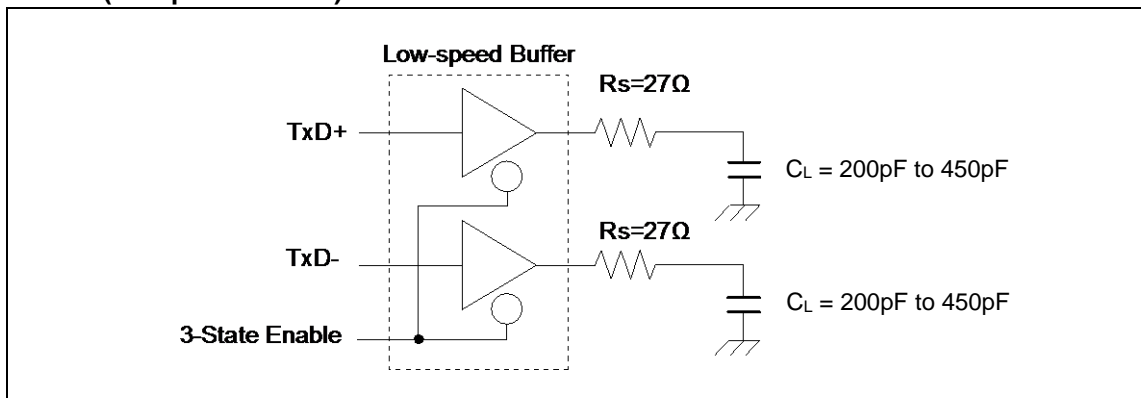 Low-speed Buffer
Rs=27Ω
TxD+
CL = 200pF to 450pF
Rs=27Ω
TxD-
CL = 200pF to 450pF
3-State Enable